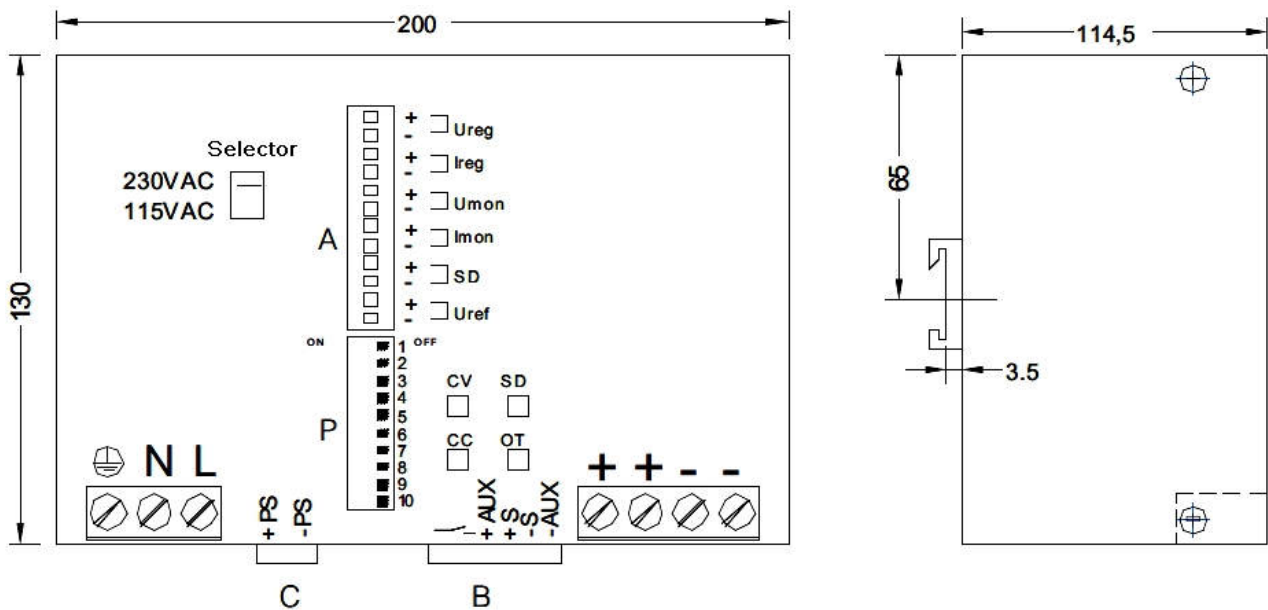 200
114,5
130
65
3.5
Selector
230VAC
115VAC
A
+
-
Ureg
+
-
Ireg
+
-
Umon
+
-
Imon
+
-
SD
+
-
Uref
ON
OFF
1
2
3
4
5
6
7
8
9
10
P
CV SD
CC OT
N L
+PS
-PS
+AUX
+S
-S
-AUX
+ + - -
C
B